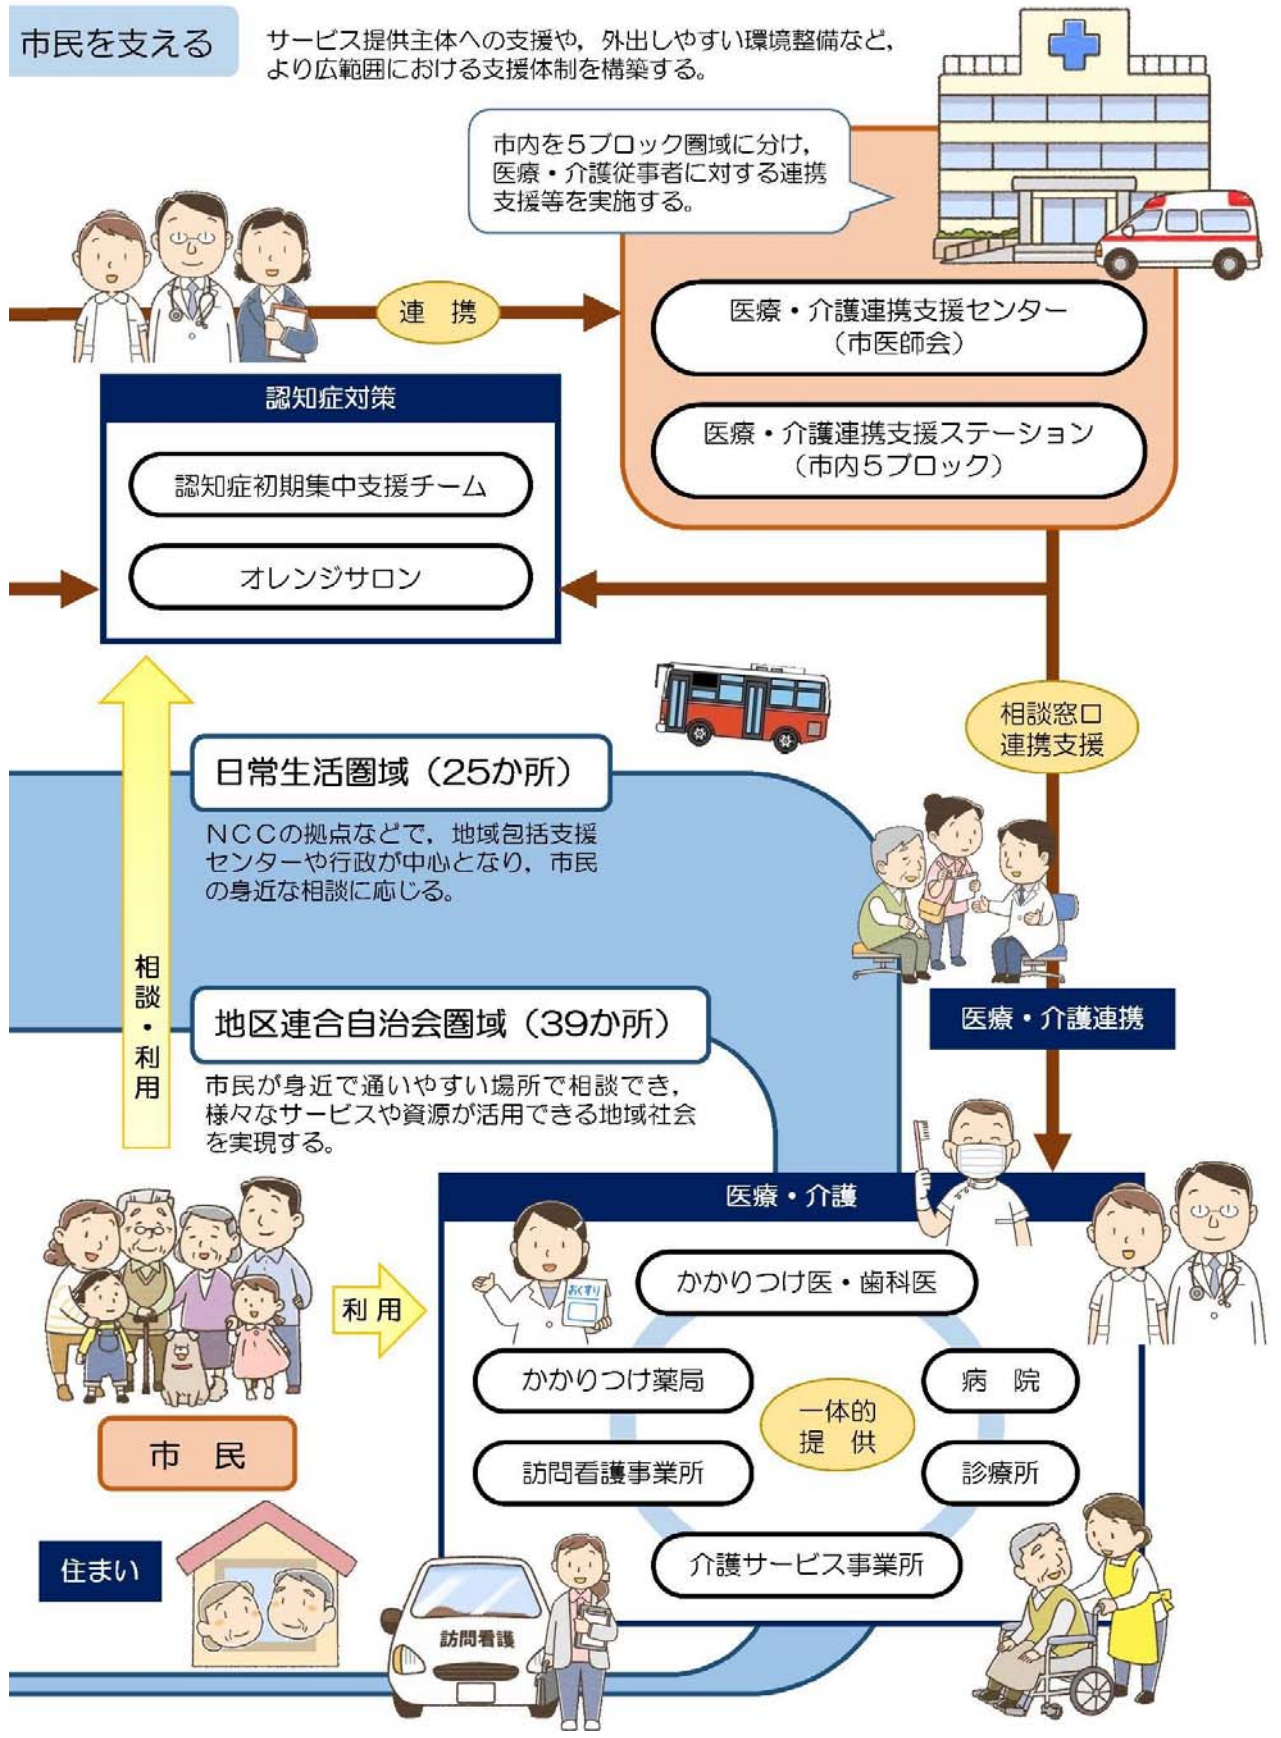 市民を支える
サービス提供主体への支援や，外出しやすい環境整備など，
より広範囲における支援体制を構築する。
市内を5ブロック圏域に分け，
医療・介護従事者に対する連携
支援等を実施する。
連　携
医療・介護連携支援センター
（市医師会）
医療・介護連携支援ステーション
（市内5ブロック）
認知症対策
認知症初期集中支援チーム
オレンジサロン
相談窓口
連携支援
日常生活圏域（25か所）
ＮＣＣの拠点などで，地域包括支援
センターや行政が中心となり，市民
の身近な相談に応じる。
相談・利用
地区連合自治会圏域（39か所）
市民が身近で通いやすい場所で相談でき，
様々なサービスや資源が活用できる地域社会
を実現する。
医療・介護連携
医療・介護
おくすり
かかりつけ医・歯科医
利用
かかりつけ薬局
病　院
一体的
提　供
訪問看護事業所
診療所
介護サービス事業所
市　民
住まい
訪問看護